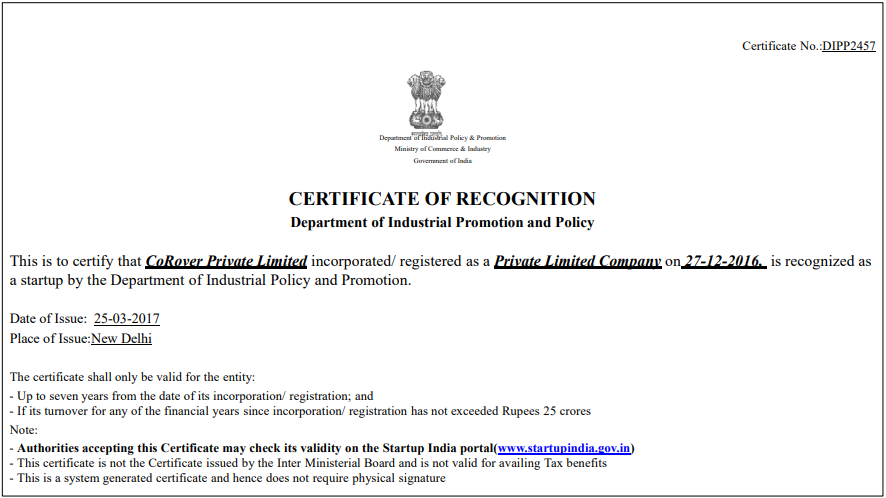 Certificate No.:DIPP2457
Department of Industrial Policy & Promotion
Ministry of Commerce & Industry
Government of India
CERTIFICATE OF RECOGNITION
Department of Industrial Promotion and Policy
This is to certify that CoRover Private Limited incorporated/ registered as a Private Limited Company on 27-12-2016, is recognized as
a startup by the Department of Industrial Policy and Promotion.
Date of Issue: 25-03-2017
Place of Issue:New Delhi
The certificate shall only be valid for the entity:
- Up to seven years from the date of its incorporation/ registration; and
- If its turnover for any of the financial years since incorporation/ registration has not exceeded Rupees 25 crores
Note:
- Authorities accepting this Certificate may check its validity on the Startup India portal(www.startupindia.gov.in)
- This certificate is not the Certificate issued by the Inter Ministerial Board and is not valid for availing Tax benefits
- This is a system generated certificate and hence does not require physical signature